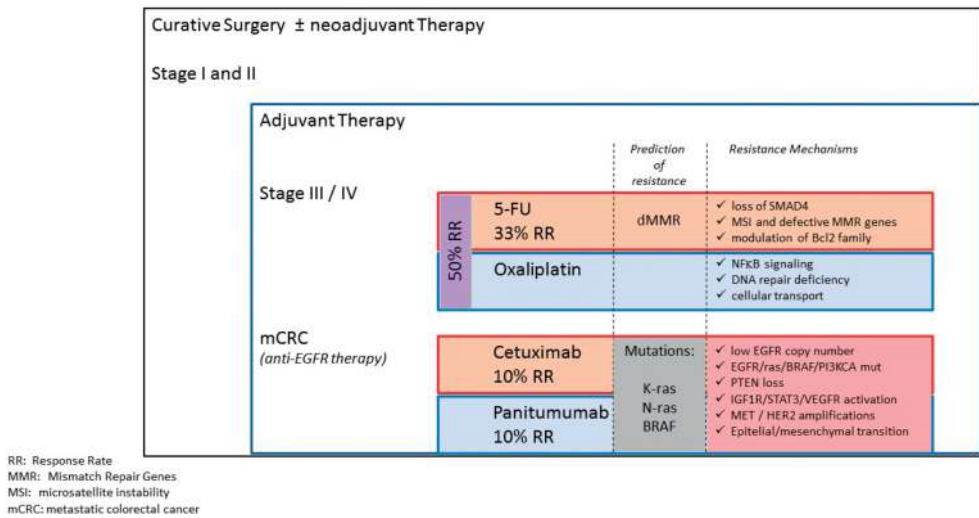 Curative Surgery ± neoadjuvant Therapy
Stage I and II
Adjuvant Therapy
Prediction
of
resistance
Resistance Mechanisms
Stage III / IV
50% RR
5-FU
33% RR
dMMR
✓ loss of SMAD4
✓ MSI and defective MMR genes
✓ modulation of Bcl2 family
Oxaliplatin
✓ NFκB signaling
✓ DNA repair deficiency
✓ cellular transport
mCRC
(anti-EGFR therapy)
Cetuximab
10% RR
Panitumumab
10% RR
Mutations:
K-ras
N-ras
BRAF
✓ low EGFR copy number
✓ EGFR/ras/BRAF/PI3KCA mut
✓ PTEN loss
✓ IGF1R/STAT3/VEGFR activation
✓ MET / HER2 amplifications
✓ Epitelial/mesenchymal transition
RR: Response Rate
MMR: Mismatch Repair Genes
MSI: microsatellite instability
mCRC: metastatic colorectal cancer